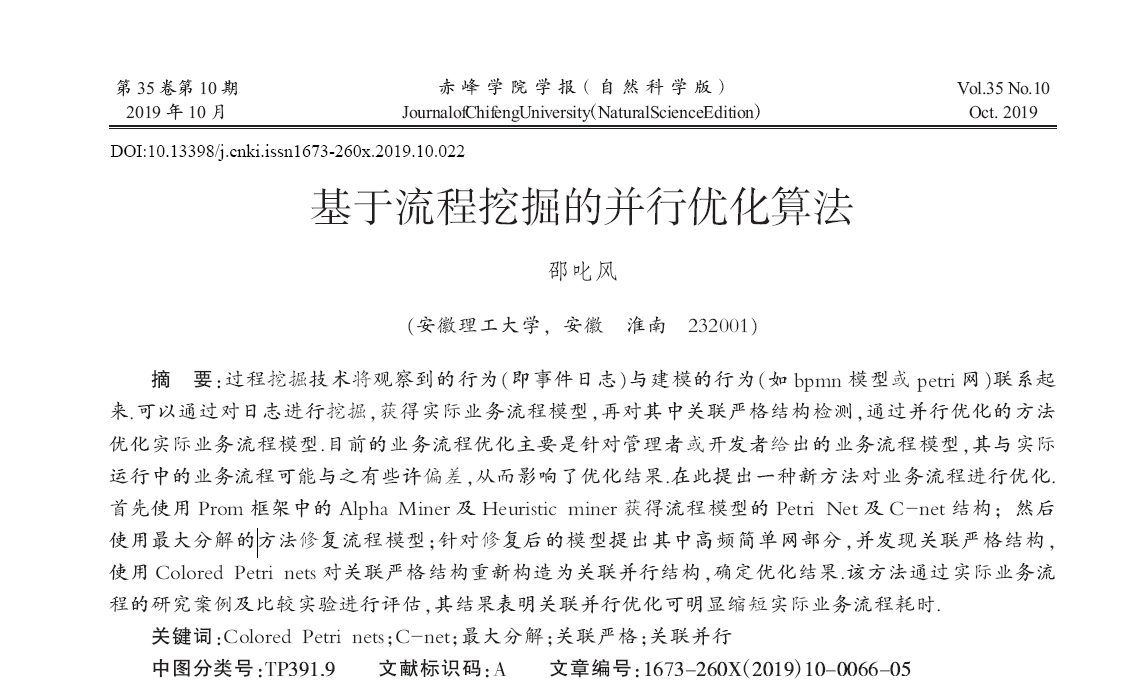 第 35 卷第 10 期
赤 峰 学 院 学 报 ( 自 然 科 学 版 )
Vol.35 No.10
2019 年 10 月
JournalofChifengUniversity(NaturalScienceEdition)
Oct. 2019
DOI:10.13398/j.cnki.issn1673-260x.2019.10.022
基于流程挖掘的并行优化算法
邵叱风
(安徽理工大学, 安徽 淮南 232001)
摘 要:过程挖掘技术将观察到的行为(即事件日志)与建模的行为(如 bpmn 模型或 petri 网)联系起
来.可以通过对日志进行挖掘,获得实际业务流程模型,再对其中关联严格结构检测,通过并行优化的方法
优化实际业务流程模型.目前的业务流程优化主要是针对管理者或开发者给出的业务流程模型,其与实际
运行中的业务流程可能与之有些许偏差,从而影响了优化结果.在此提出一种新方法对业务流程进行优化.
首先使用 Prom 框架中的 Alpha Miner 及 Heuristic miner 获得流程模型的 Petri Net 及 C-net 结构; 然后
使用最大分解的方法修复流程模型;针对修复后的模型提出其中高频简单网部分,并发现关联严格结构,
使用 Colored Petri nets 对关联严格结构重新构造为关联并行结构,确定优化结果.该方法通过实际业务流
程的研究案例及比较实验进行评估,其结果表明关联并行优化可明显缩短实际业务流程耗时.
关键词:Colored Petri nets;C-net;最大分解;关联严格;关联并行
中图分类号:TP391.9 文献标识码:A 文章编号:1673-260X(2019)10-0066-05